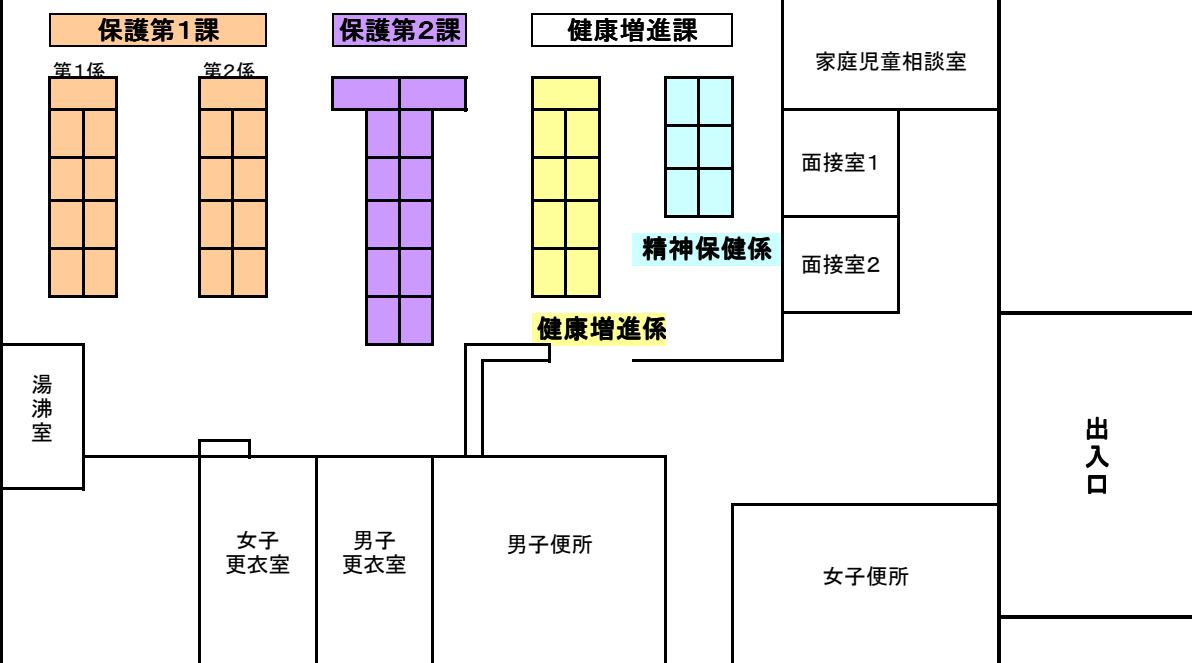 保護第１課
保護第２課
健康増進課
第１係
第２係
家庭児童相談室
面接室１
精神保健係
面接室２
健康増進係
湯
沸
室
出
入
口
女子
更衣室
男子
更衣室
男子便所
女子便所